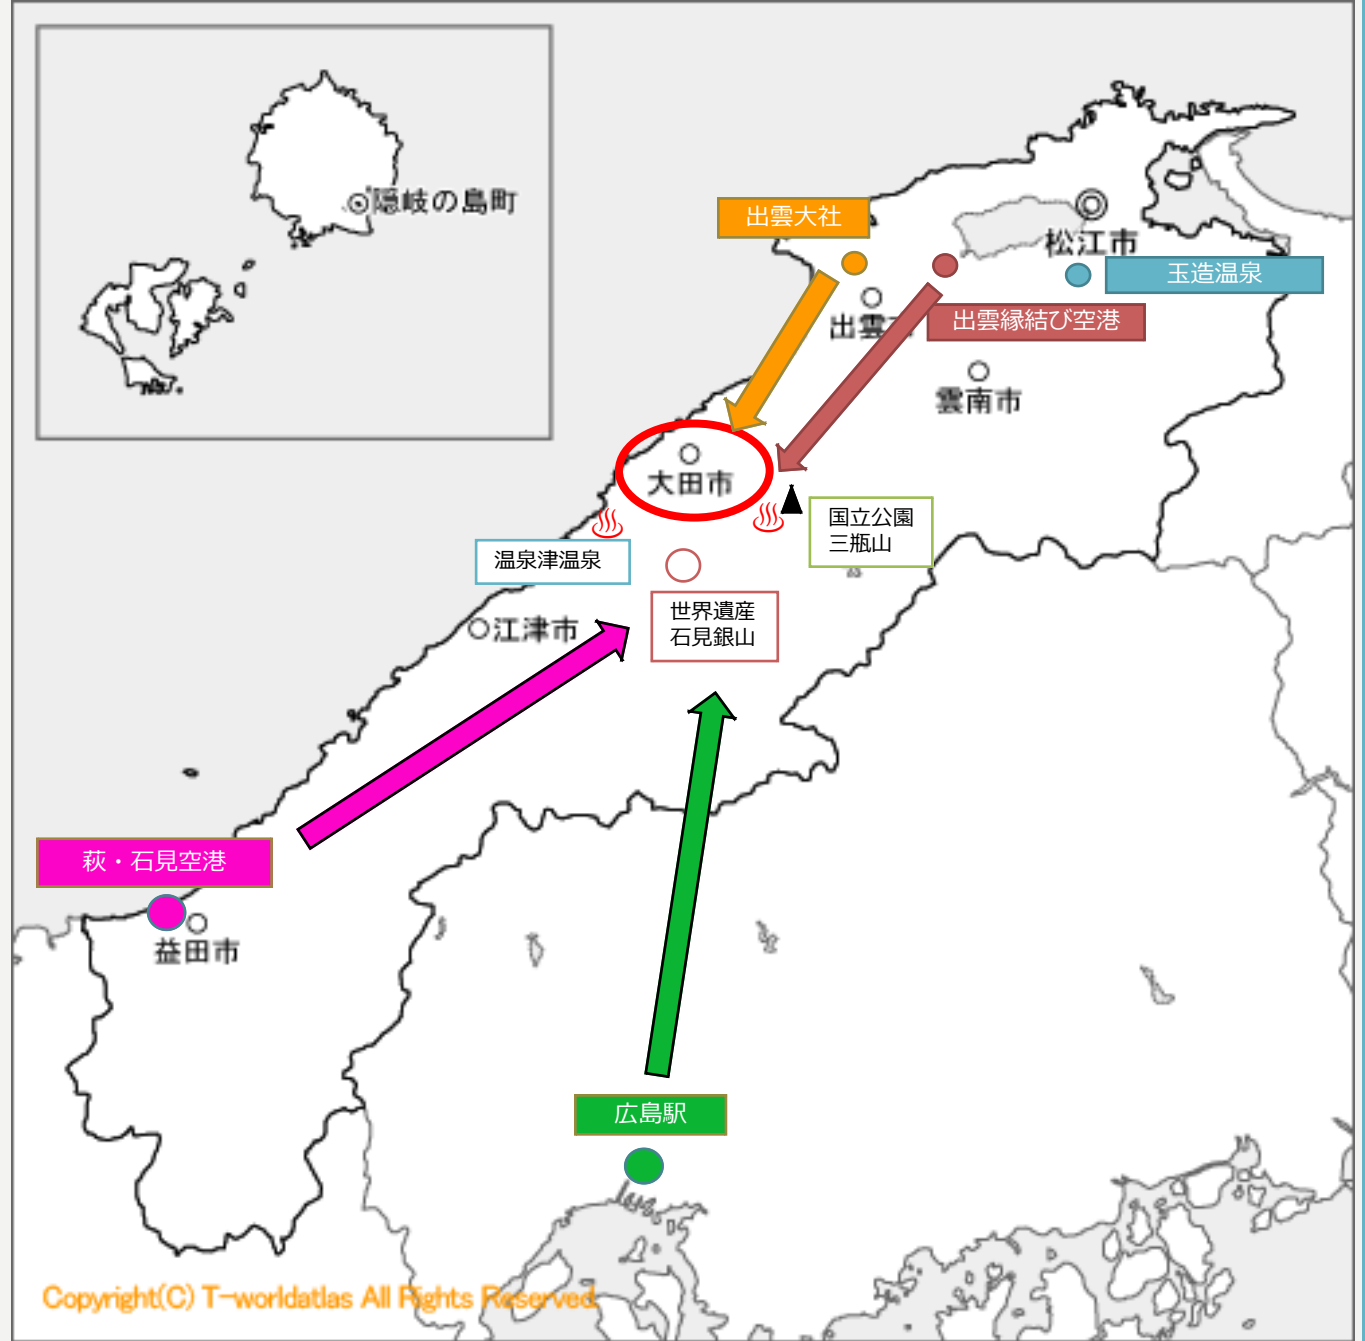 隠岐の島町
出雲大社
松江市
玉造温泉
出雲
出雲縁結び空港
雲南市
大田市
国立公園
三瓶山
温泉津温泉
世界遺産
石見銀山
江津市
萩・石見空港
益田市
広島駅
Copyright(C) T-worldatlas All Rights Reserved.